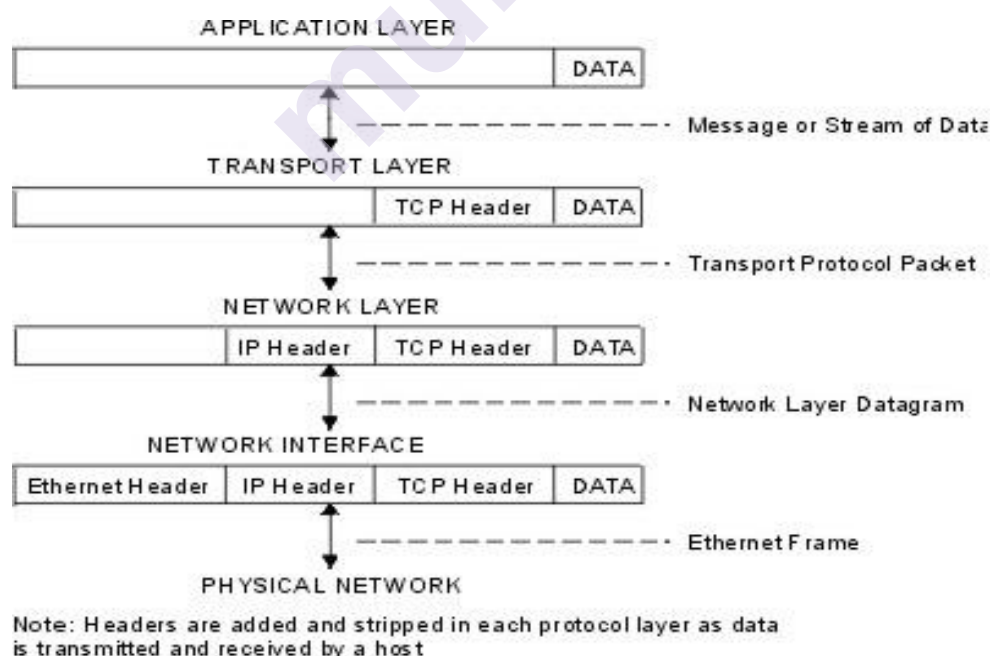 APPLICATION LAYER
DATA
Message or Stream of Data
TRANSPORT LAYER
TCP Header DATA
Transport Protocol Packet
NETWORK LAYER
IP Header TCP Header DATA
Network Layer Datagram
NETWORK INTERFACE
Ethernet Header IP Header TCP Header DATA
Ethernet Frame
PHYSICAL NETWORK
Note: Headers are added and stripped in each protocol layer as data
is transmitted and received by a host